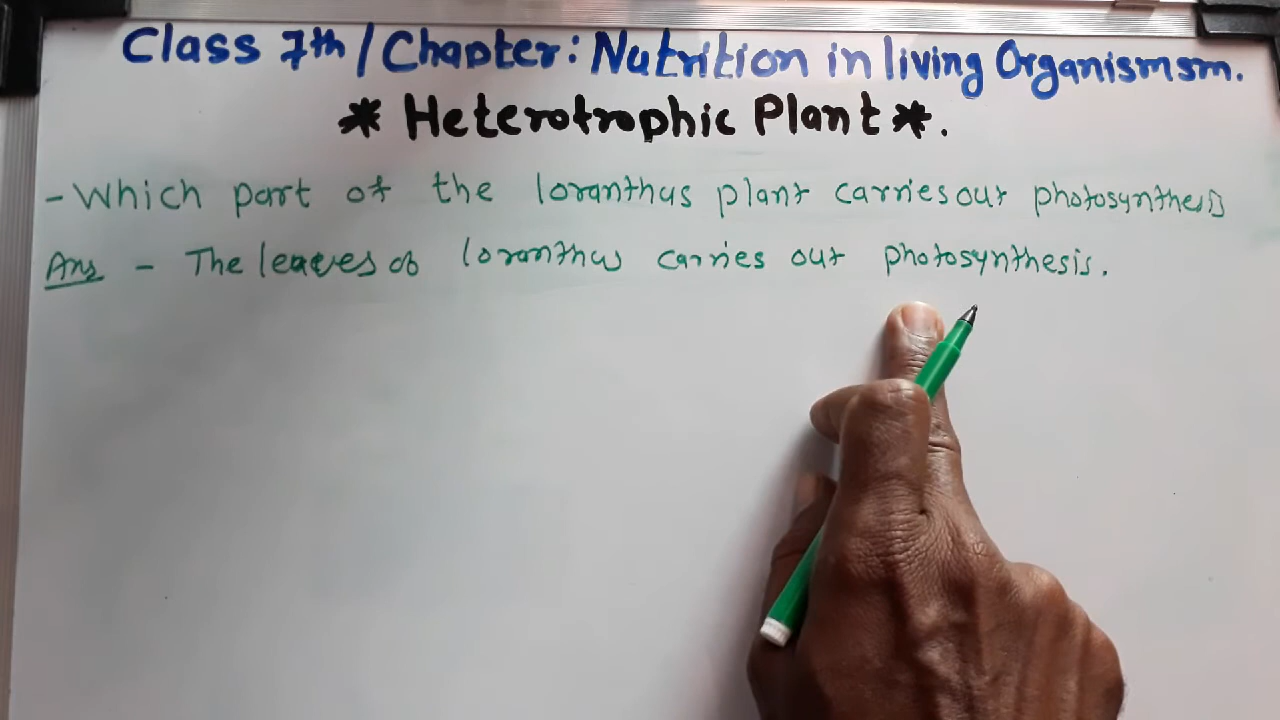 Class 7th / Chapter: Nutrition in living Organismsm.
* Heterotrophic Plant *.
- Which part of the loranthus plant carries out photosynthesis
Ans - The leaves of loranthus carries out photosynthesis.